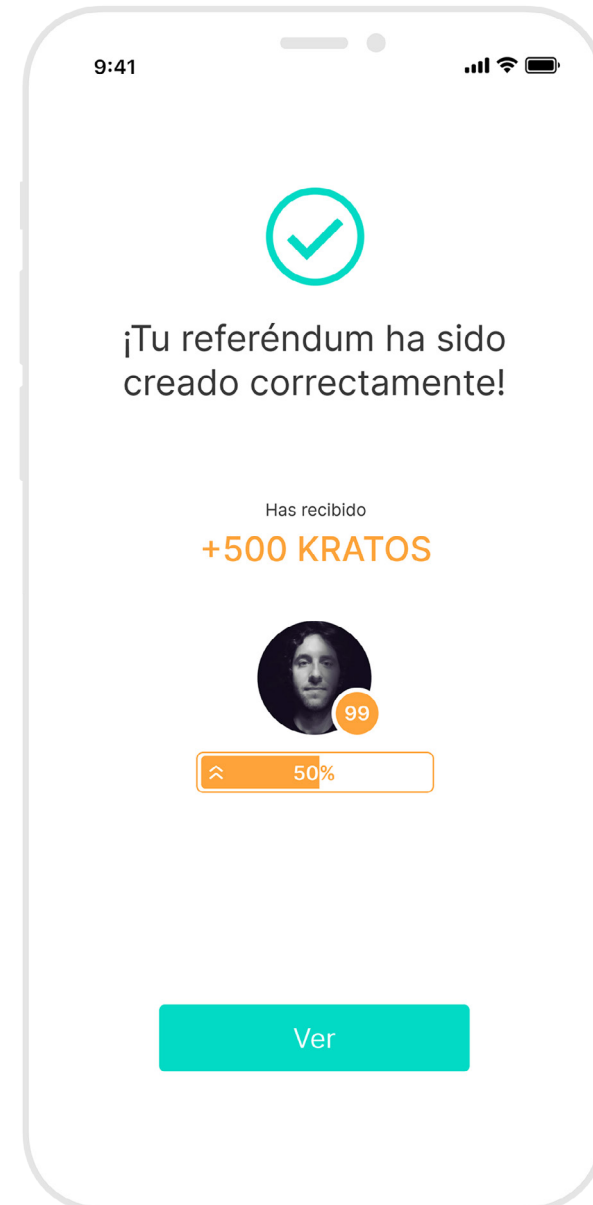 9:41
¡Tu referéndum ha sido
creado correctamente!
Has recibido
+500 KRATOS
99
50%
Ver